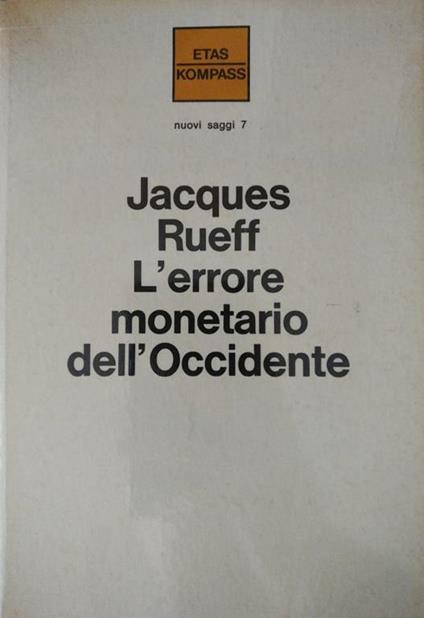 ETAS
KOMPASS
nuovi saggi 7
Jacques
Rueff
L'errore
monetario
dell'Occidente